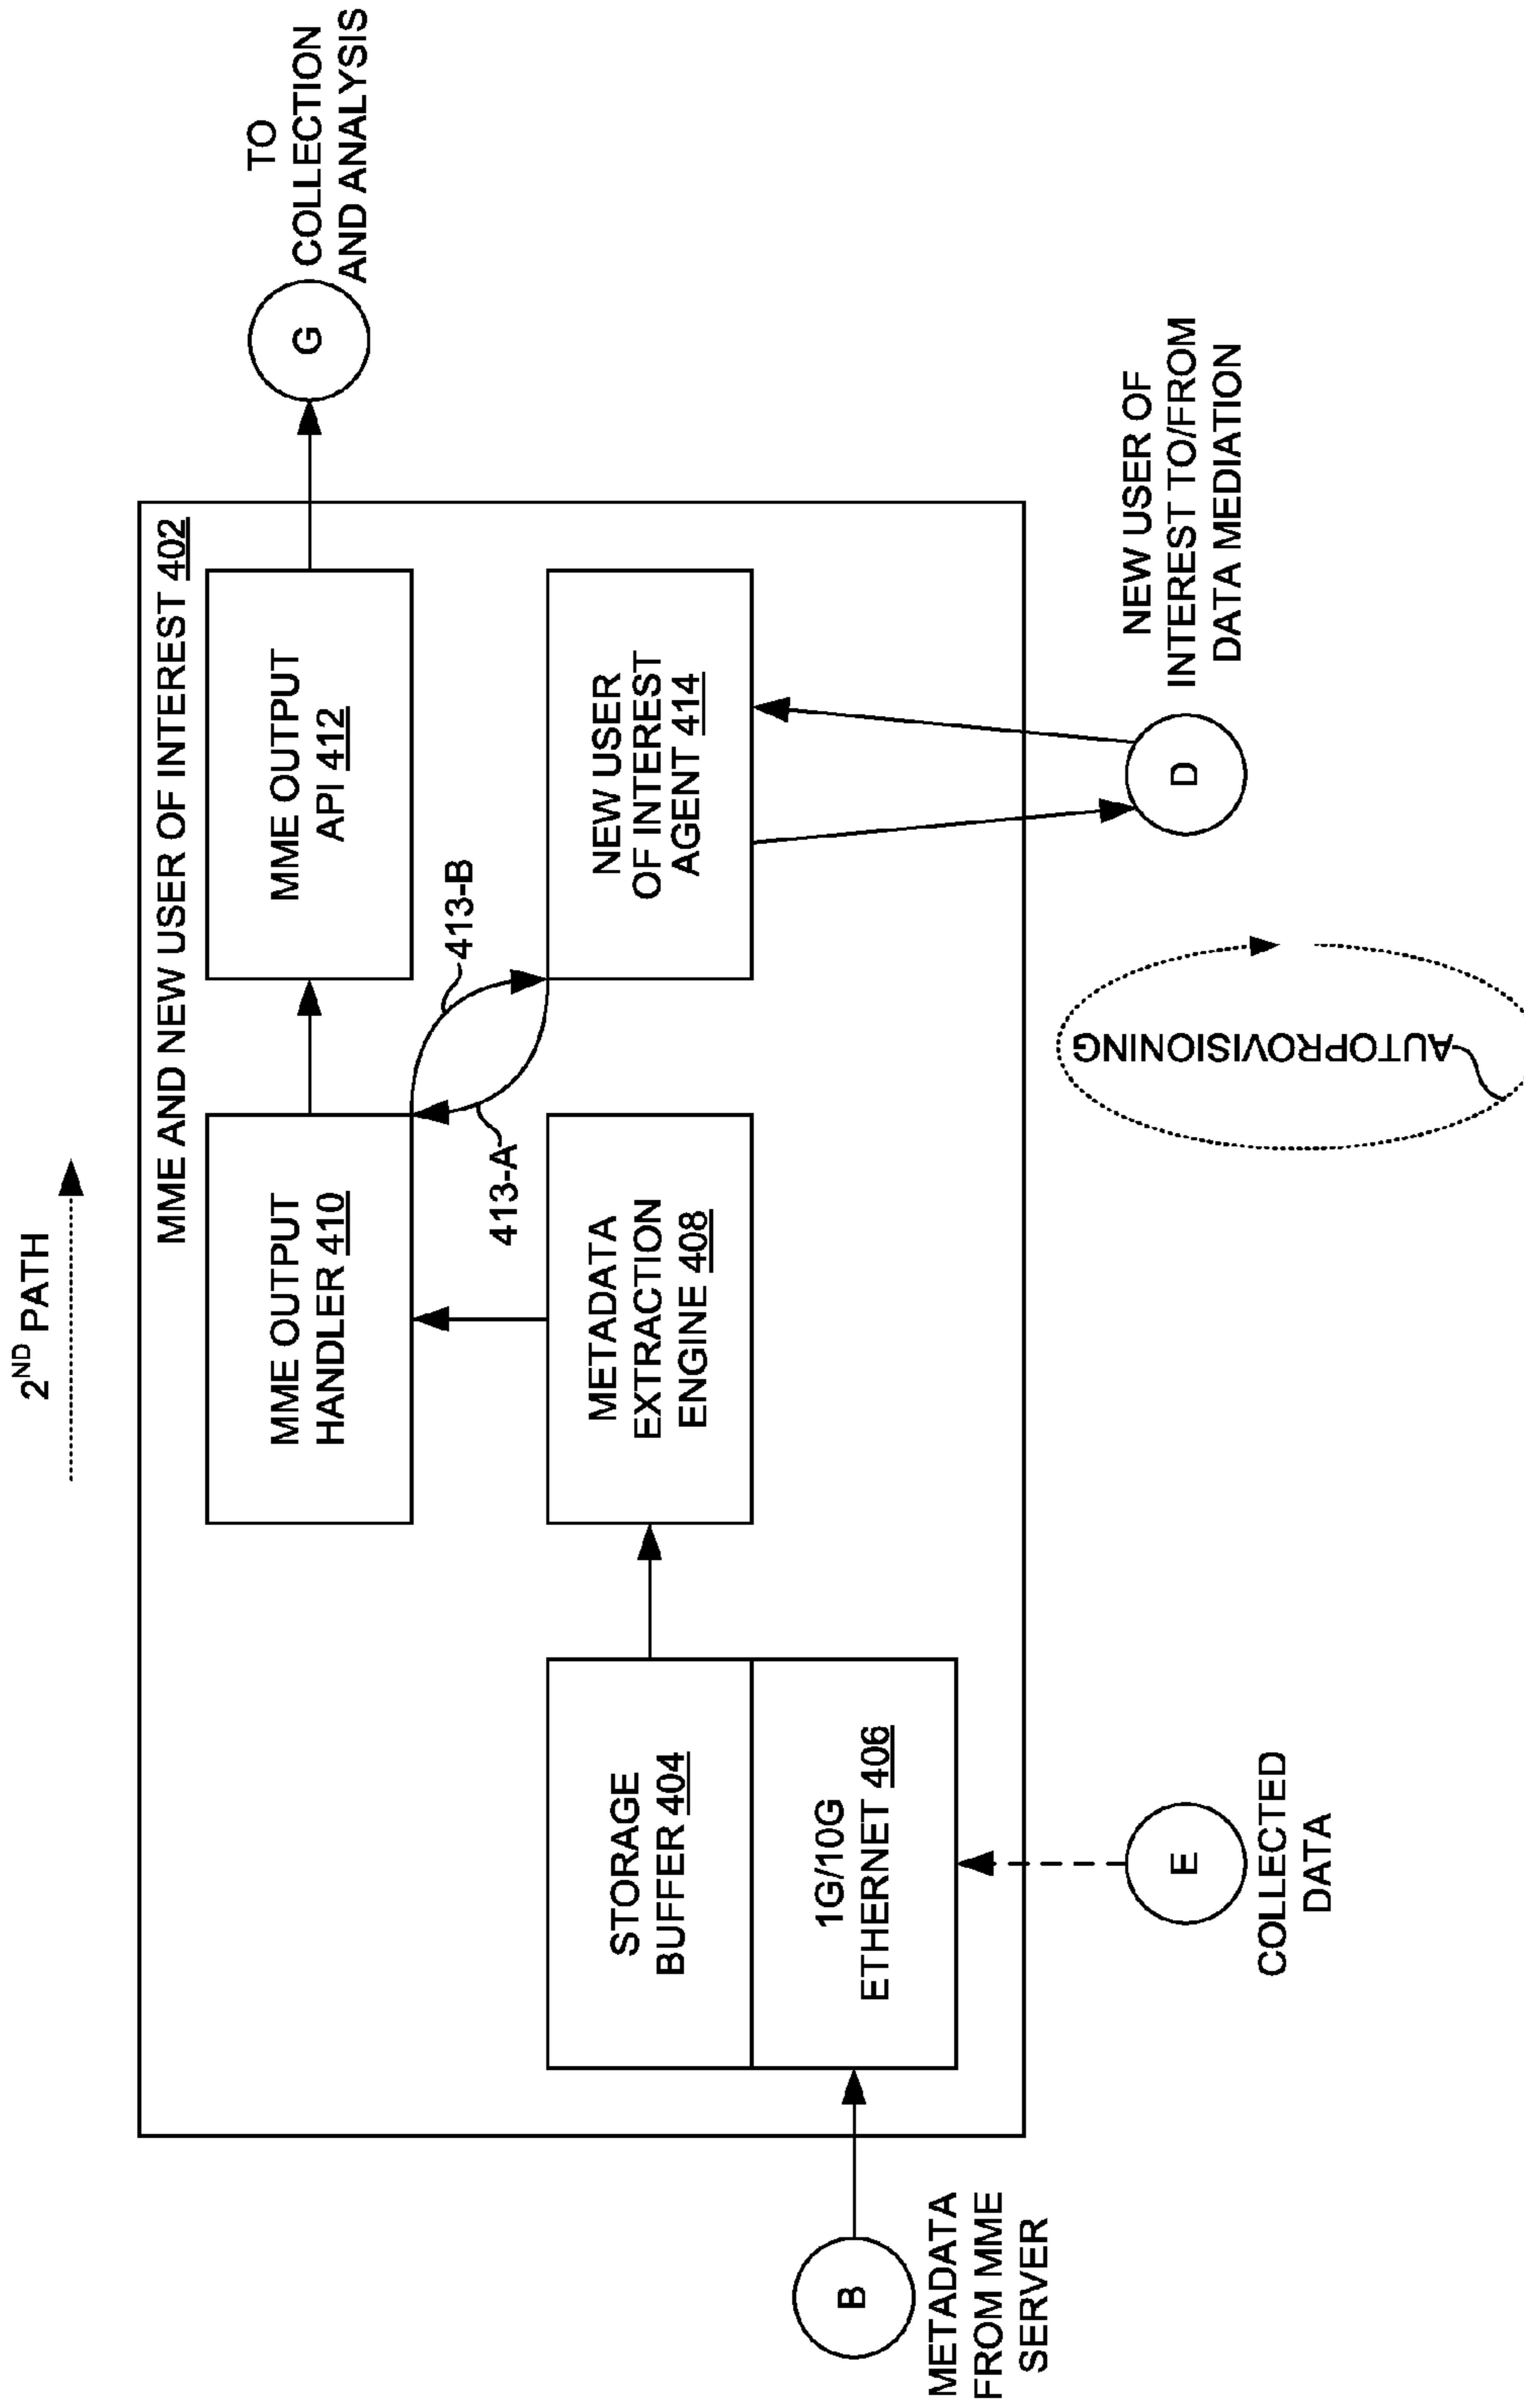 2ND PATH
MME AND NEW USER OF INTEREST 402
MME OUTPUT
HANDLER 410
MME OUTPUT
API 412
G
TO
COLLECTION
AND ANALYSIS
413-A
413-B
STORAGE
BUFFER 404
1G/10G
ETHERNET 406
METADATA
EXTRACTION
ENGINE 408
NEW USER
OF INTEREST
AGENT 414
B
METADATA
FROM MME
SERVER
E
COLLECTED
DATA
AUTOPROVISIONING
D
NEW USER OF
INTEREST TO/FROM
DATA MEDIATION